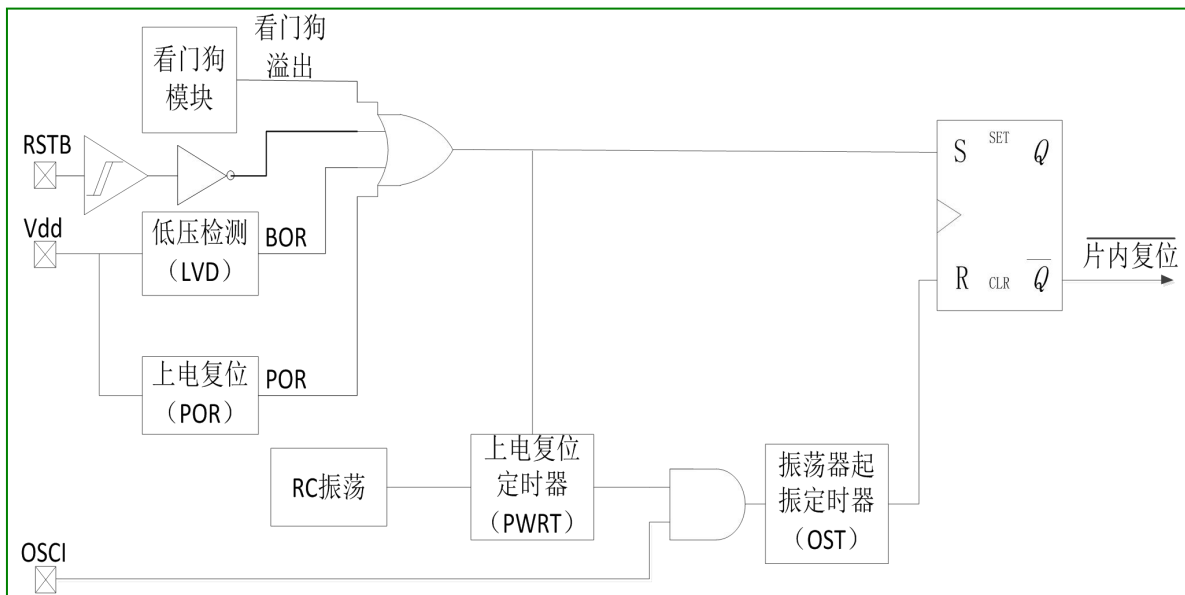 看门狗
模块
看门狗
溢出
RSTB
Vdd
低压检测
（LVD）
BOR
上电复位
（POR）
POR
RC振荡
上电复位
定时器
（PWRT）
振荡器起
振定时器
（OST）
OSCI
S SET Q
R CLR Q
片内复位